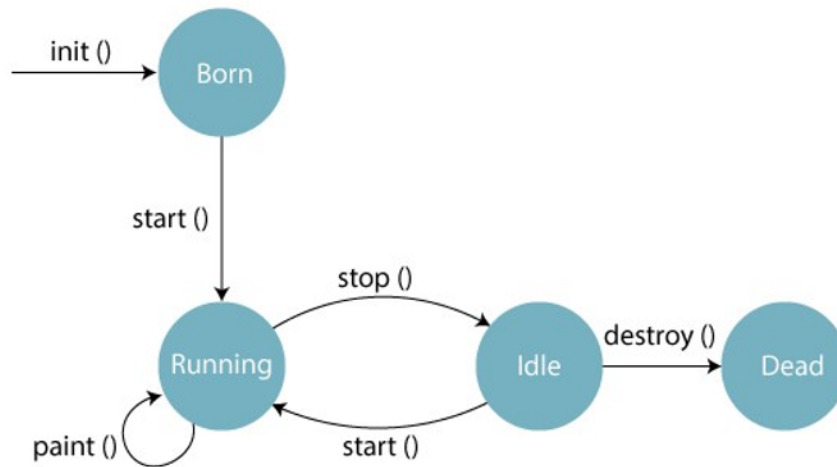 init ()
Born
start ()
stop ()
Running
Idle
destroy ()
Dead
paint ()
start ()